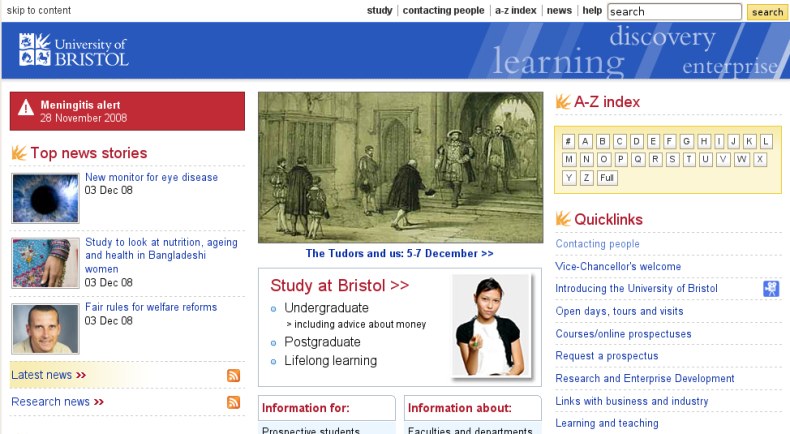 skip to content
study | contacting people | a-z index | news | help
search
search
University of
BRISTOL
discovery
learning
enterprise
Meningitis alert
28 November 2008
Top news stories
New monitor for eye disease
03 Dec 08
Study to look at nutrition, ageing
and health in Bangladeshi
women
03 Dec 08
Fair rules for welfare reforms
03 Dec 08
Latest news >>
Research news >>
The Tudors and us: 5-7 December >>
Study at Bristol >>
Undergraduate
> including advice about money
Postgraduate
Lifelong learning
Information for:
Prospective students
Information about:
Faculties and departments
A-Z index
# A B C D E F G H I J K L
M N O P Q R S T U V W X
Y Z Full
Quicklinks
Contacting people
Vice-Chancellor's welcome
Introducing the University of Bristol
Open days, tours and visits
Courses/online prospectuses
Request a prospectus
Research and Enterprise Development
Links with business and industry
Learning and teaching